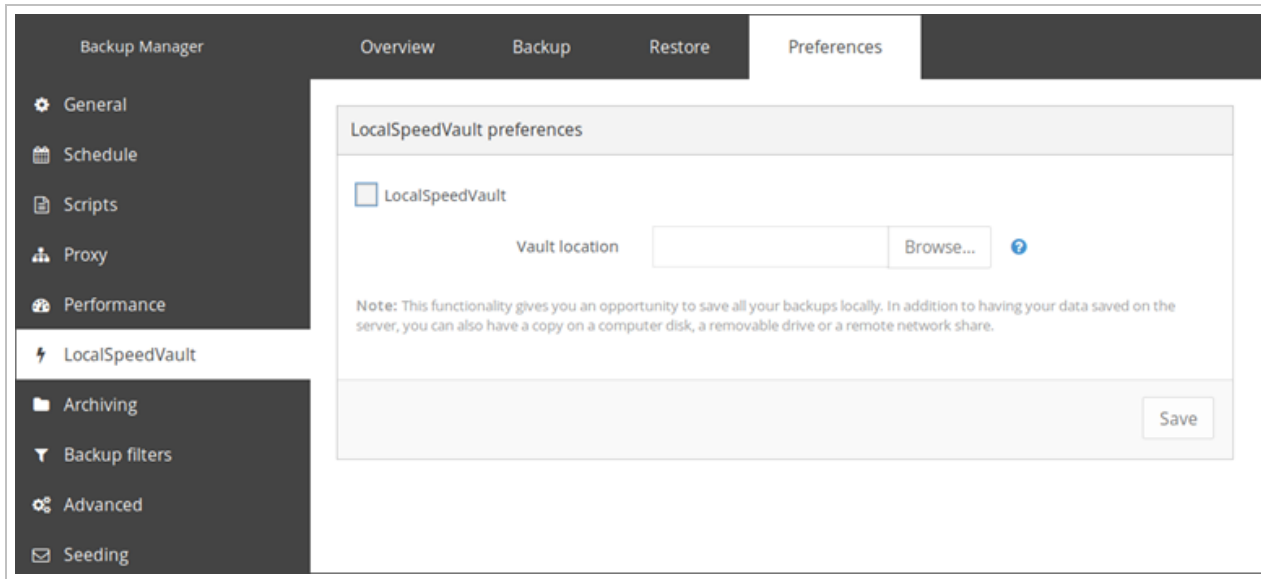 Backup Manager
Overview
Backup
Restore
Preferences
General
Schedule
Scripts
Proxy
Performance
LocalSpeedVault
Archiving
Backup filters
Advanced
Seeding
LocalSpeedVault preferences
LocalSpeedVault
Vault location
Browse...
?
Note: This functionality gives you an opportunity to save all your backups locally. In addition to having your data saved on the
server, you can also have a copy on a computer disk, a removable drive or a remote network share.
Save